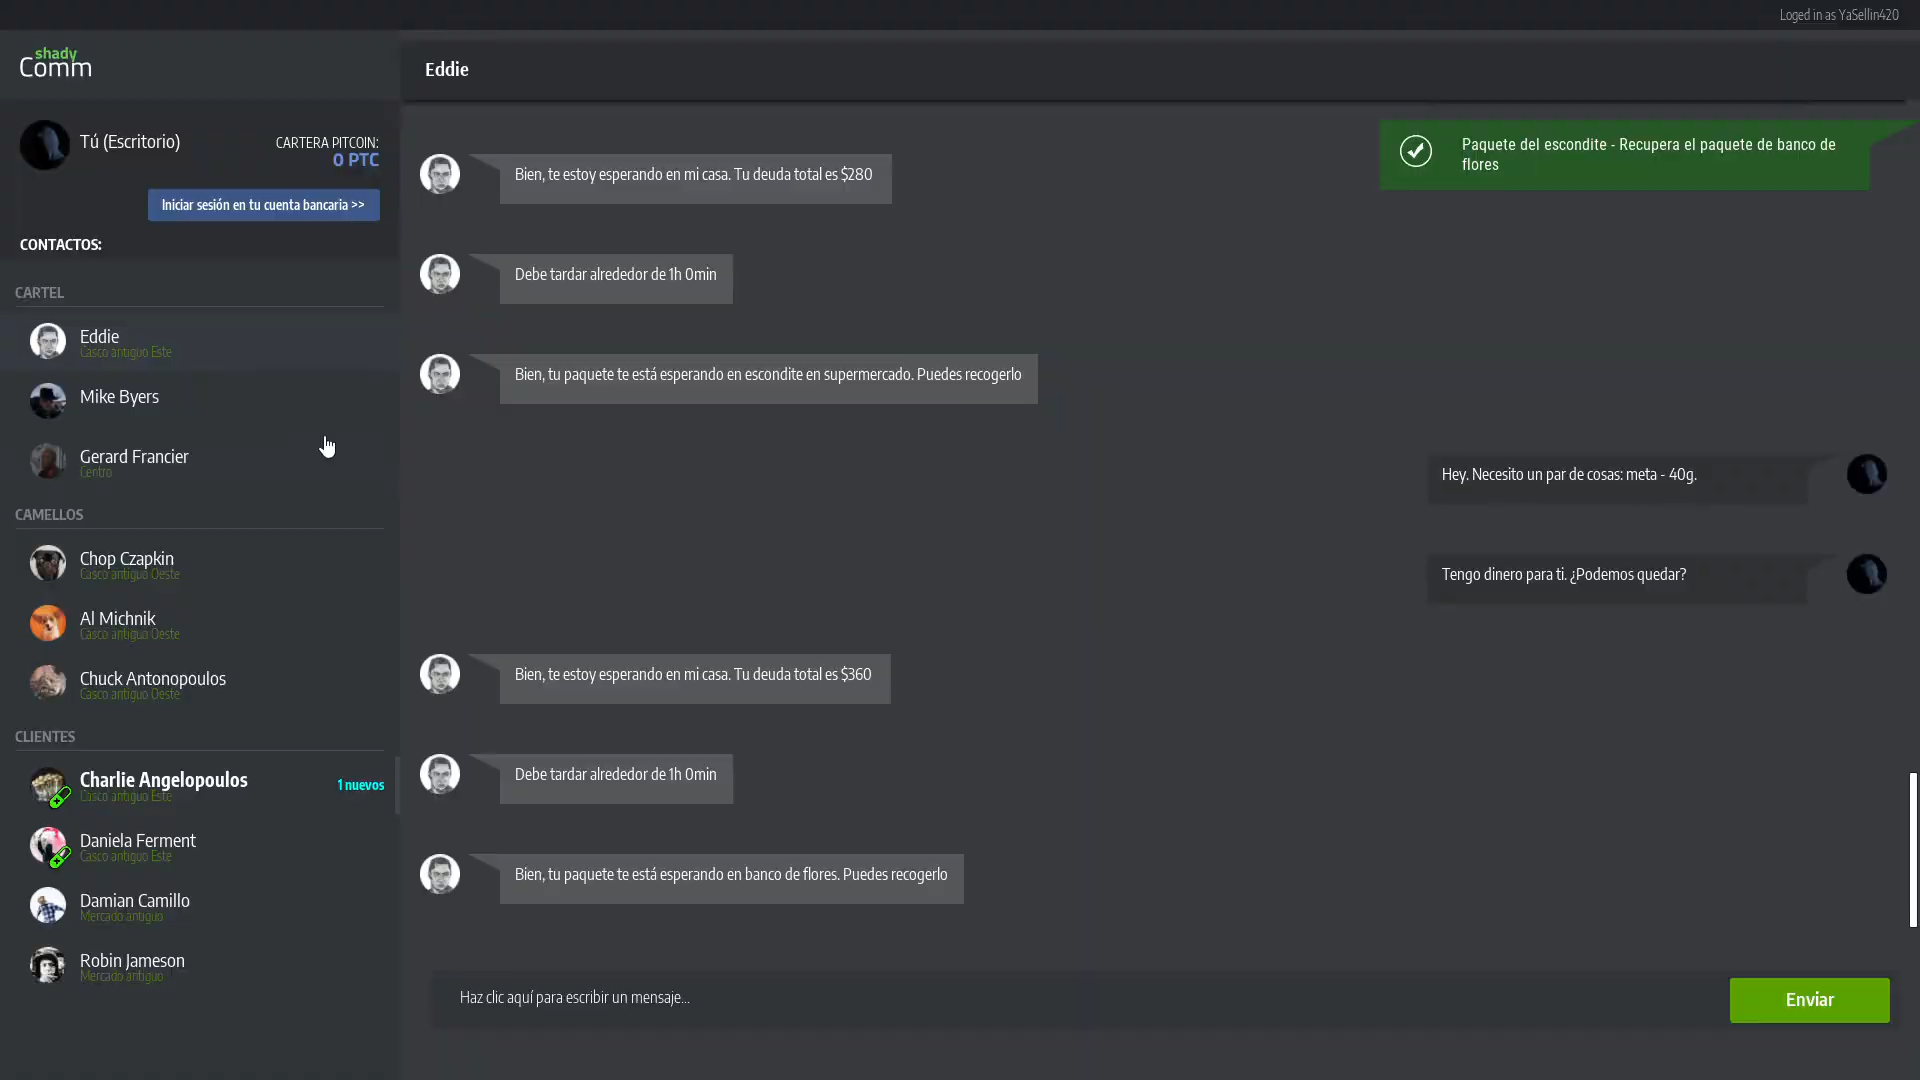 Loged in as YaSellin420
shady
Comm
Tú (Escritorio)
CARTERA PITCOIN:
0 PTC
Iniciar sesión en tu cuenta bancaria >>
CONTACTOS:
CARTEL
Eddie
Casco antiguo Este
Mike Byers
Gerard Francier
Centro
CAMELLOS
Chop Czapkin
Casco antiguo Oeste
Al Michnik
Casco antiguo Oeste
Chuck Antonopoulos
Casco antiguo Oeste
CLIENTES
Charlie Angelopoulos
1 nuevos
Casco antiguo Este
Daniela Ferment
Casco antiguo Este
Damian Camillo
Mercado antiguo
Robin Jameson
Mercado antiguo
Eddie
Paquete del escondite - Recupera el paquete de banco de
flores
Bien, te estoy esperando en mi casa. Tu deuda total es $280
Debe tardar alrededor de 1h 0min
Bien, tu paquete te está esperando en escondite en supermercado. Puedes recogerlo
Hey. Necesito un par de cosas: meta - 40g.
Tengo dinero para ti. ¿Podemos quedar?
Bien, te estoy esperando en mi casa. Tu deuda total es $360
Debe tardar alrededor de 1h 0min
Bien, tu paquete te está esperando en banco de flores. Puedes recogerlo
Haz clic aquí para escribir un mensaje...
Enviar